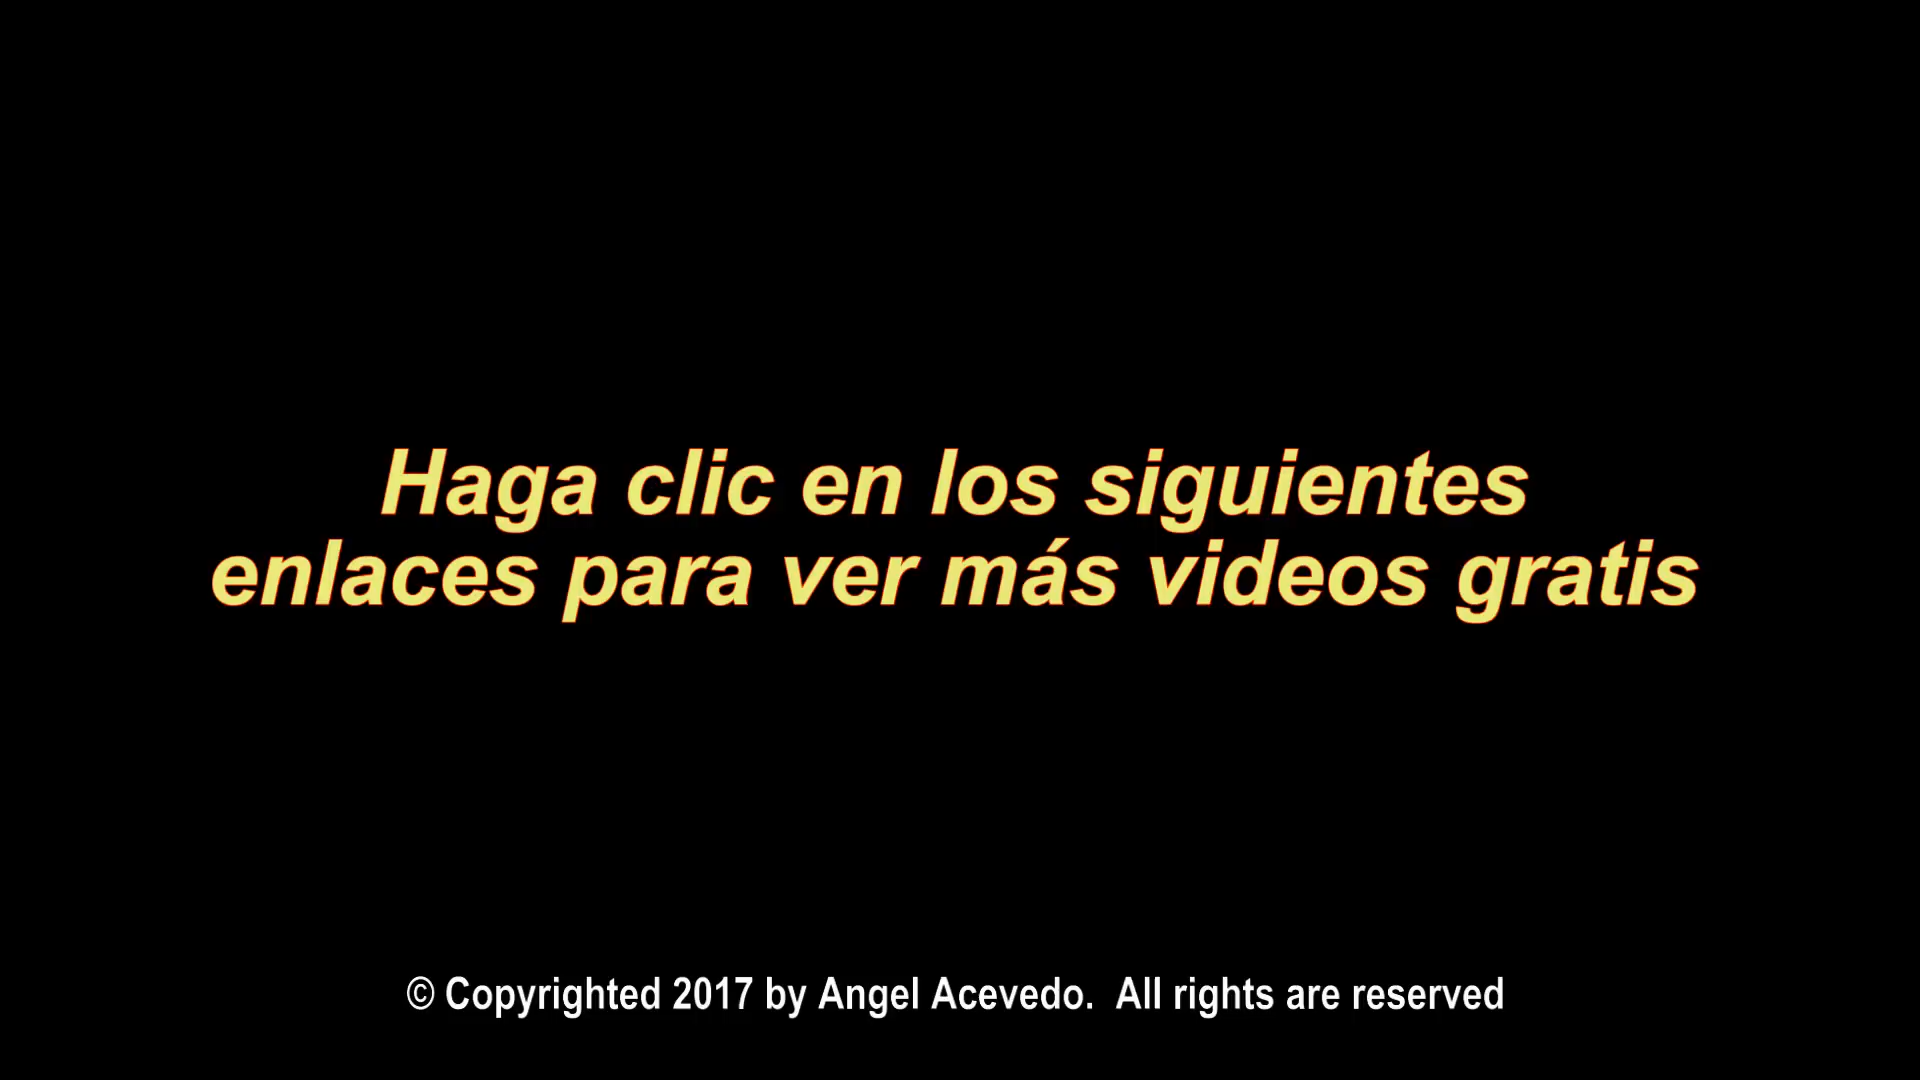 Haga clic en los siguientes
enlaces para ver más videos gratis
© Copyrighted 2017 by Angel Acevedo.  All rights are reserved